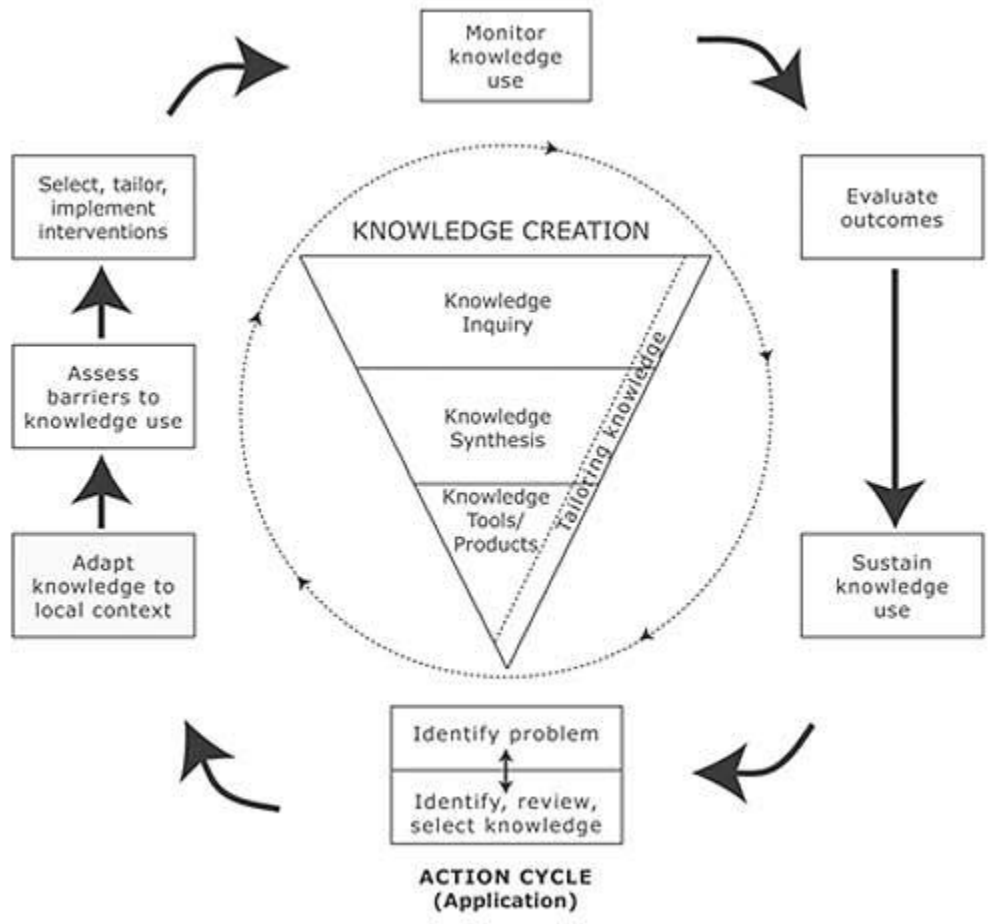 Monitor
knowledge
use
Select, tailor,
implement
interventions
Evaluate
outcomes
KNOWLEDGE CREATION
Knowledge
Inquiry
Assess
barriers to
knowledge use
Knowledge
Synthesis
Tailoring knowledge
Knowledge
Tools/
Products
Adapt
knowledge to
local context
Sustain
knowledge
use
Identify problem
Identify, review,
select knowledge
ACTION CYCLE
(Application)